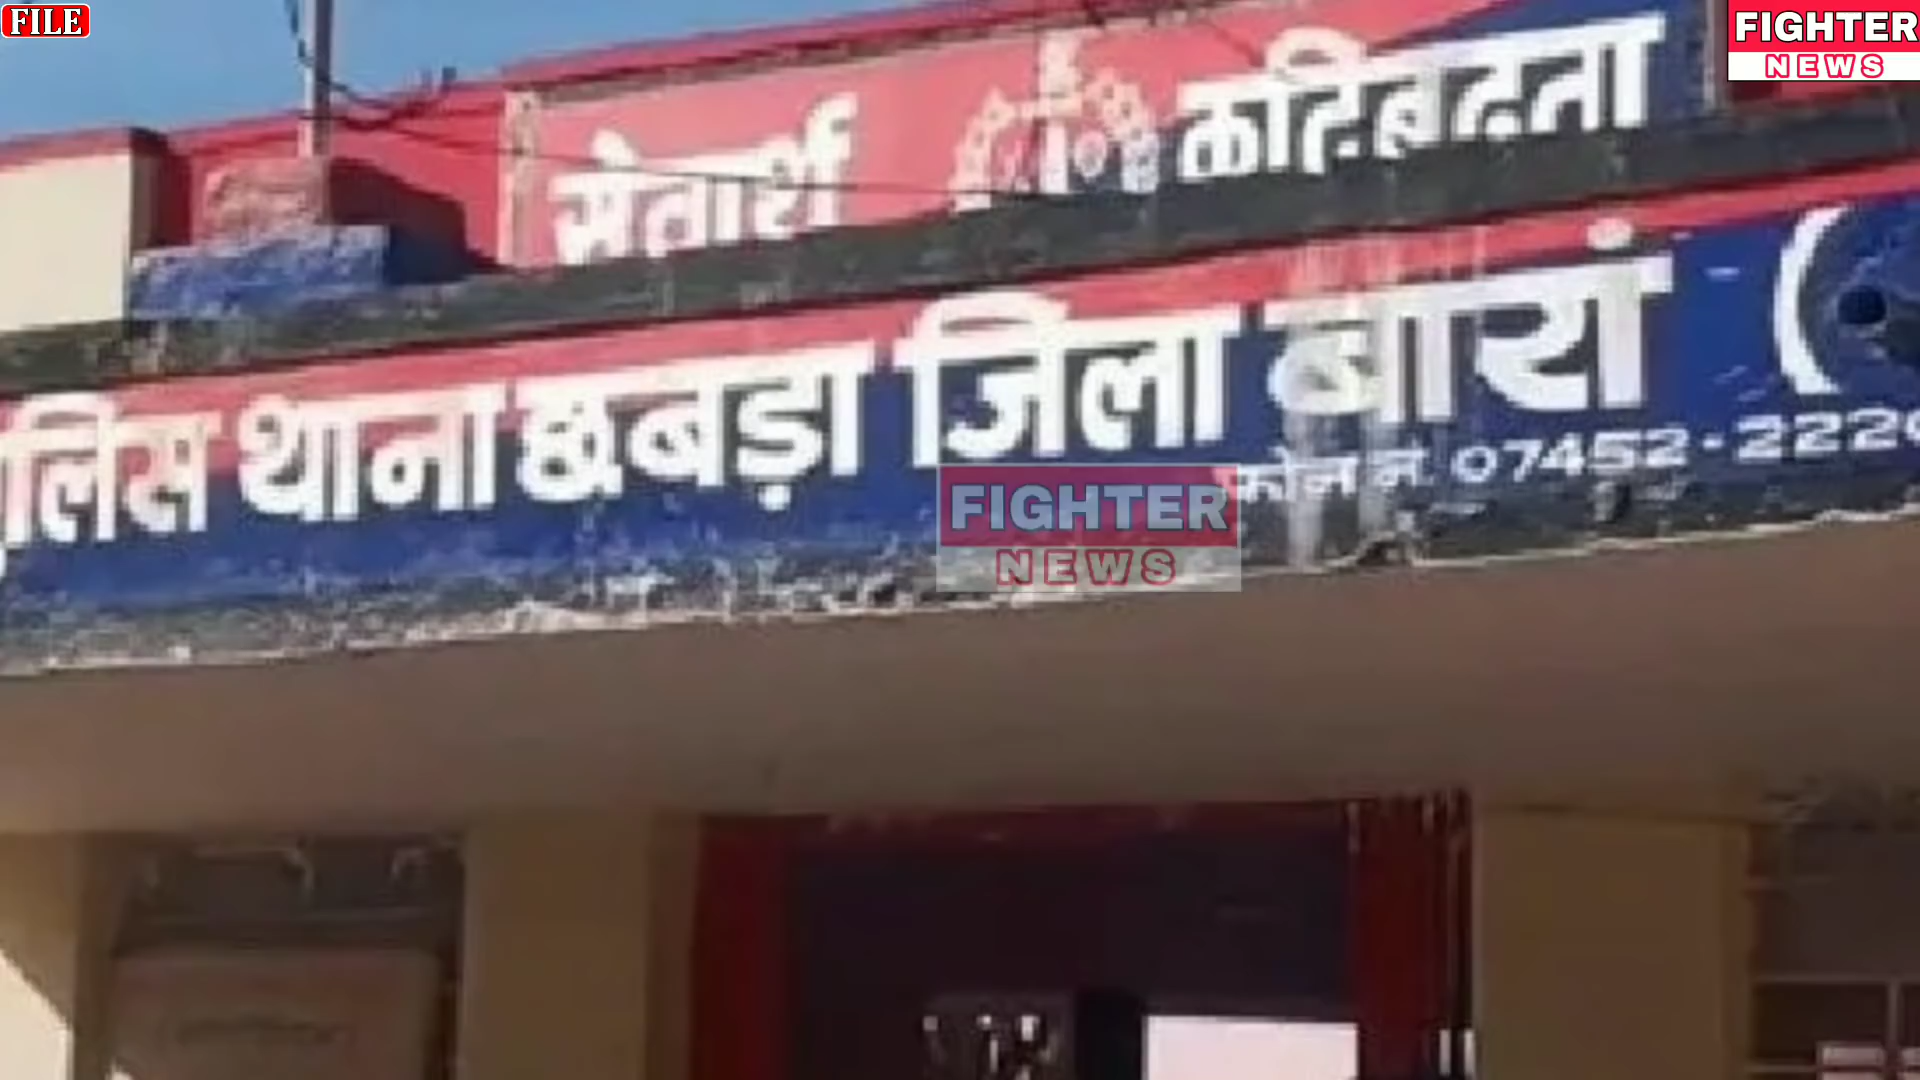 FILE
FIGHTER
NEWS
सेवार्थ कटिबद्धता
पुलिस थाना छबड़ा जिला बारां (
फोन नं. 07452-222
FIGHTER
NEWS